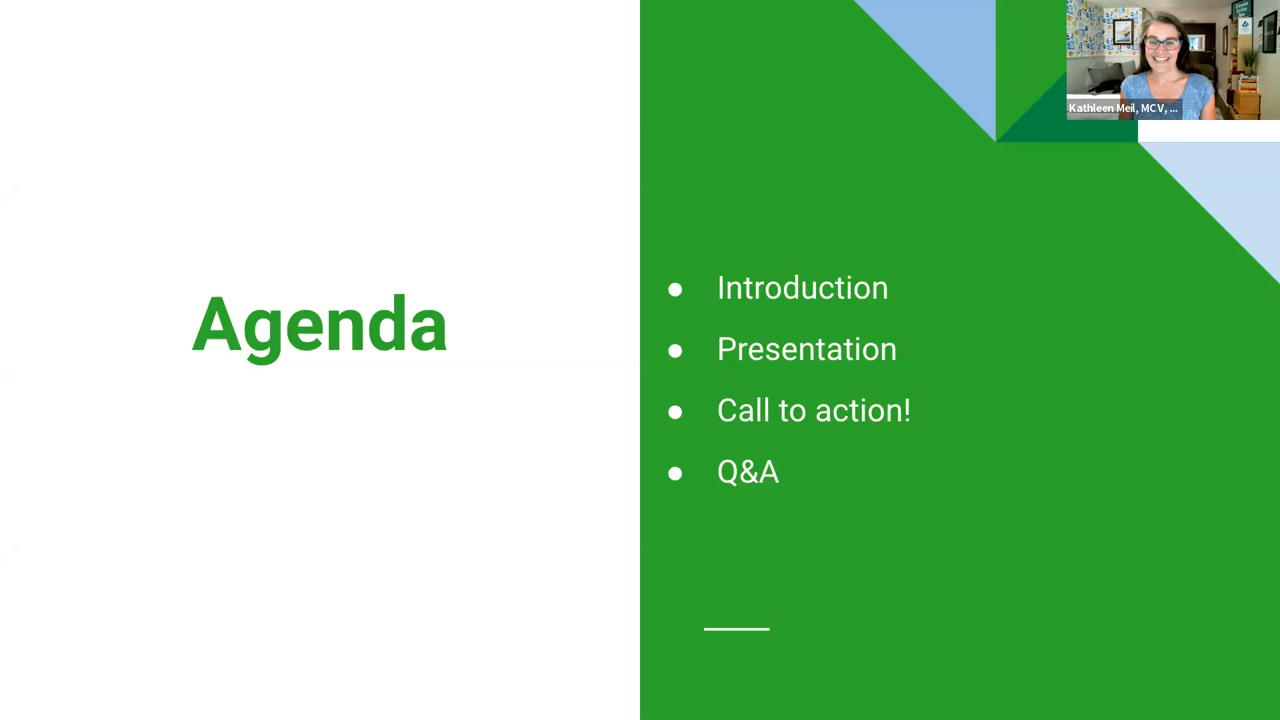 Kathleen Meil, MCV, ...
Agenda
Introduction
Presentation
Call to action!
Q&A